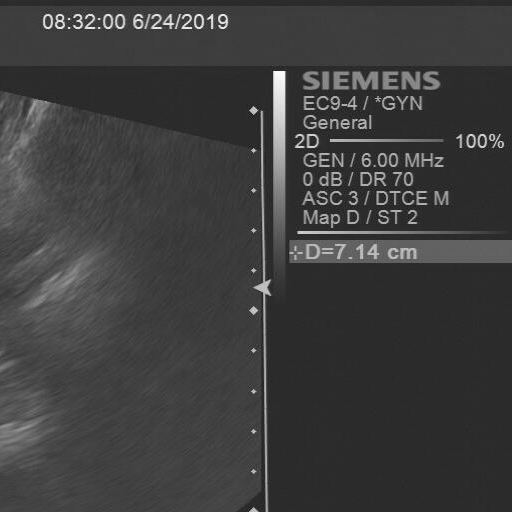 08:32:00 6/24/2019
SIEMENS
EC9-4 / *GYN
General
2D 100%
GEN / 6.00 MHz
0 dB / DR 70
ASC 3 / DTCE M
Map D / ST 2
D=7.14 cm